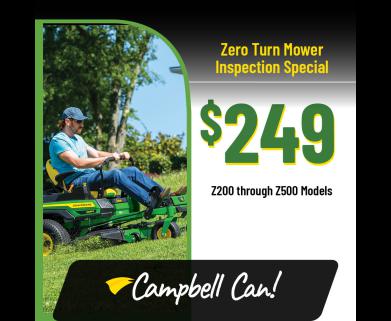 Zero Turn Mower
Inspection Special
$249
Z200 through Z500 Models
Campbell Can!